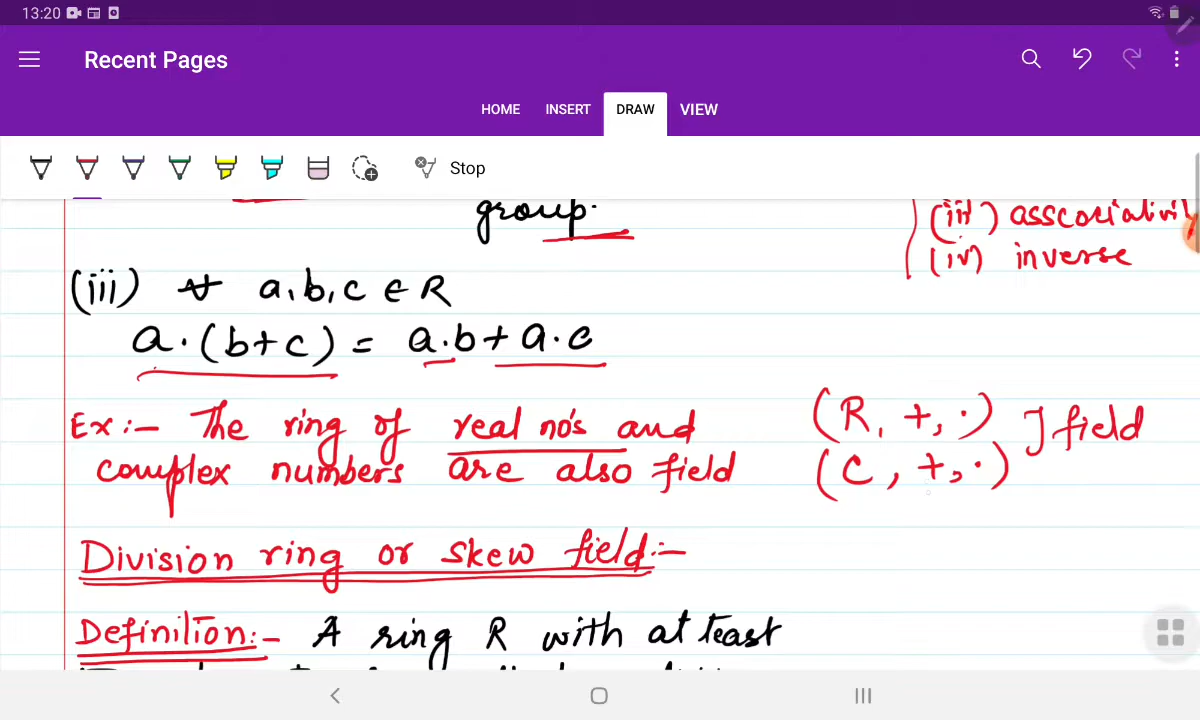 13:20
Recent Pages
HOME INSERT DRAW VIEW
Stop
group.
(iii) asscociativi
(iv) inverse
(iii) ∀ a,b,c ∈ R
a.(b+c) = a.b+a.c
Ex:- The ring of real no's and
complex numbers are also field
(R, +, .)
(C, +, .)
} field
Division ring or skew field:-
Definition:- A ring R with at least